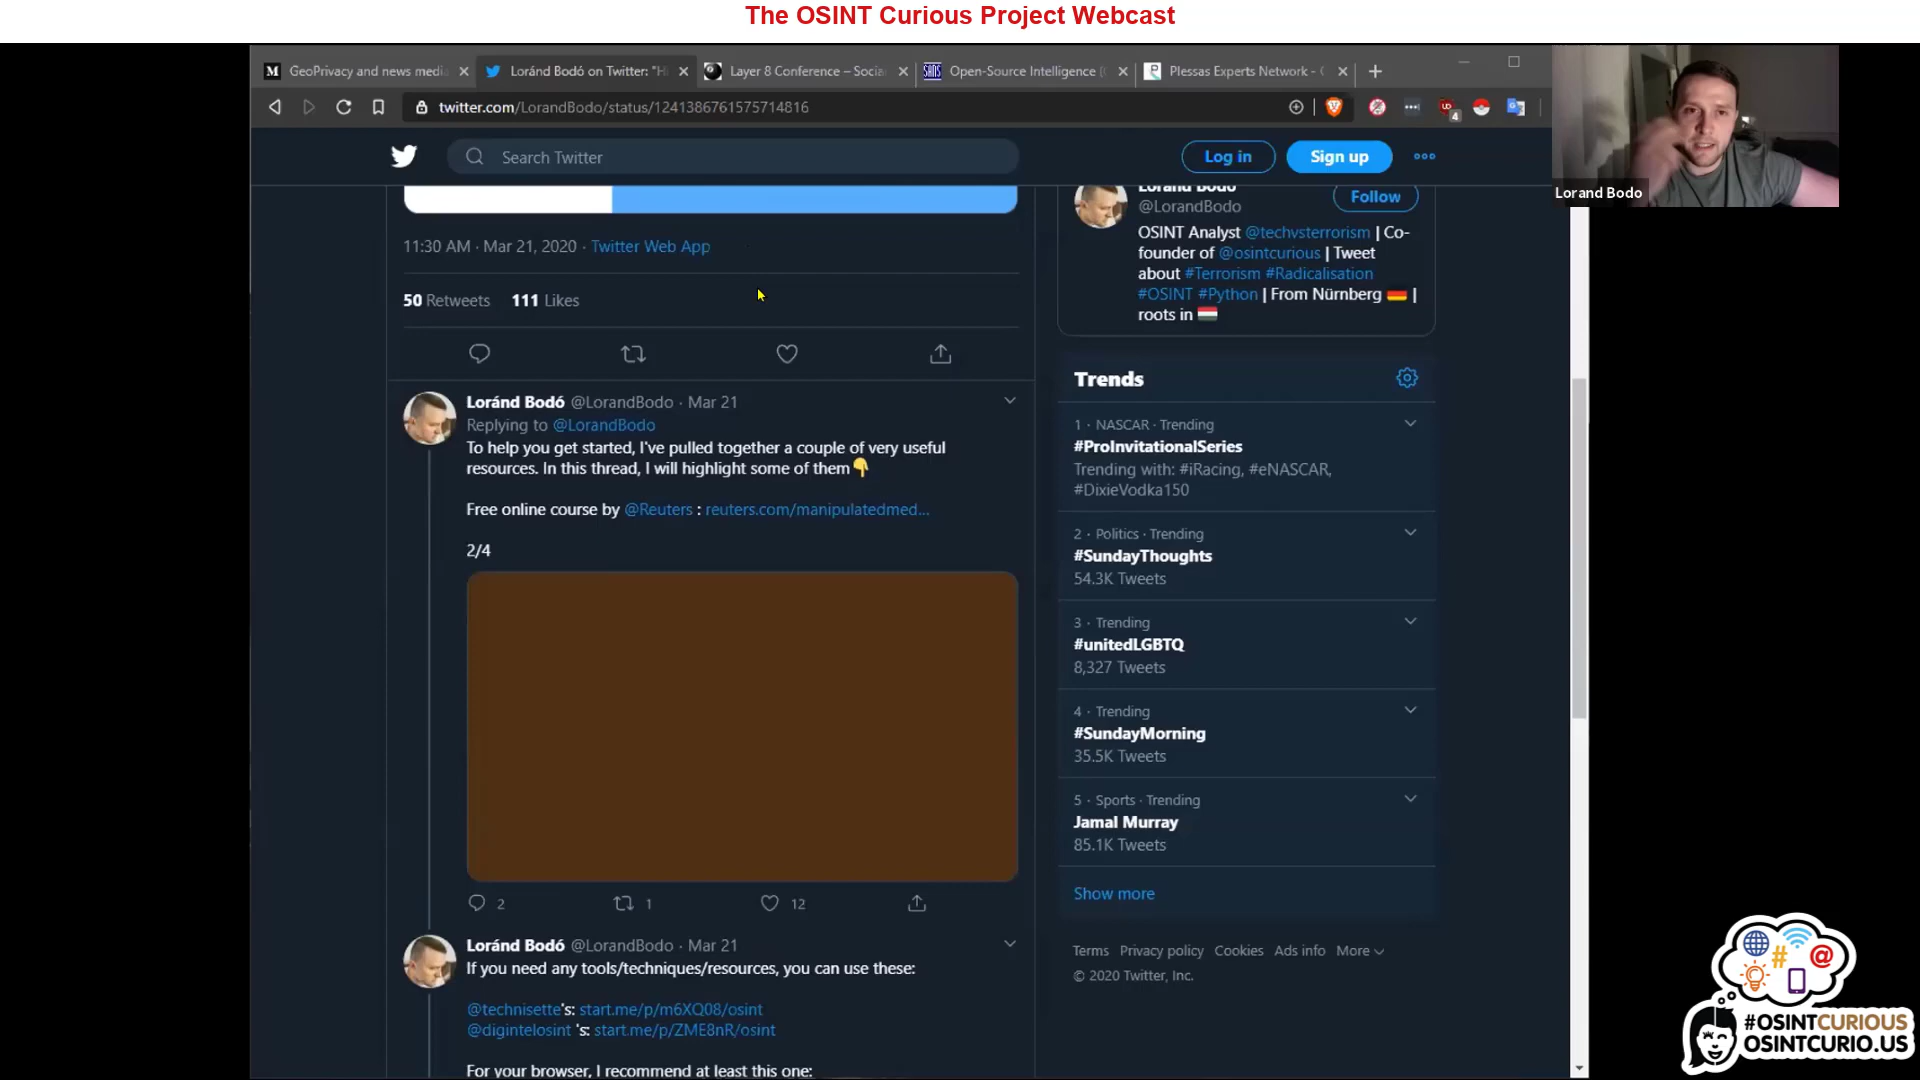 The OSINT Curious Project Webcast
GeoPrivacy and news medi
Loránd Bodó on Twitter: "H
Layer 8 Conference – Socia
SANS
Open-Source Intelligence (
Plessas Experts Network - C
twitter.com/LorandBodo/status/1241386761575714816
4
Search Twitter
Log in
Sign up
Lorand Bodo
11:30 AM · Mar 21, 2020 · Twitter Web App
50 Retweets 111 Likes
Loránd Bodó @LorandBodo · Mar 21
Replying to @LorandBodo
To help you get started, I've pulled together a couple of very useful
resources. In this thread, I will highlight some of them👇
Free online course by @Reuters : reuters.com/manipulatedmed...
2/4
2
1
12
Loránd Bodó @LorandBodo · Mar 21
If you need any tools/techniques/resources, you can use these:
@technisette's: start.me/p/m6XQ08/osint
@digintelosint 's: start.me/p/ZME8nR/osint
For your browser, I recommend at least this one:
Lorand Bodo
@LorandBodo
Follow
OSINT Analyst @techvsterrorism | Co-
founder of @osintcurious | Tweet
about #Terrorism #Radicalisation
#OSINT #Python | From Nürnberg 🇩🇪 |
roots in 🇭🇺
Trends
1 · NASCAR · Trending
#ProInvitationalSeries
Trending with: #iRacing, #eNASCAR,
#DixieVodka150
2 · Politics · Trending
#SundayThoughts
54.3K Tweets
3 · Trending
#unitedLGBTQ
8,327 Tweets
4 · Trending
#SundayMorning
35.5K Tweets
5 · Sports · Trending
Jamal Murray
85.1K Tweets
Show more
Terms Privacy policy Cookies Ads info More
© 2020 Twitter, Inc.
#OSINTCURIOUS
OSINTCURIO.US